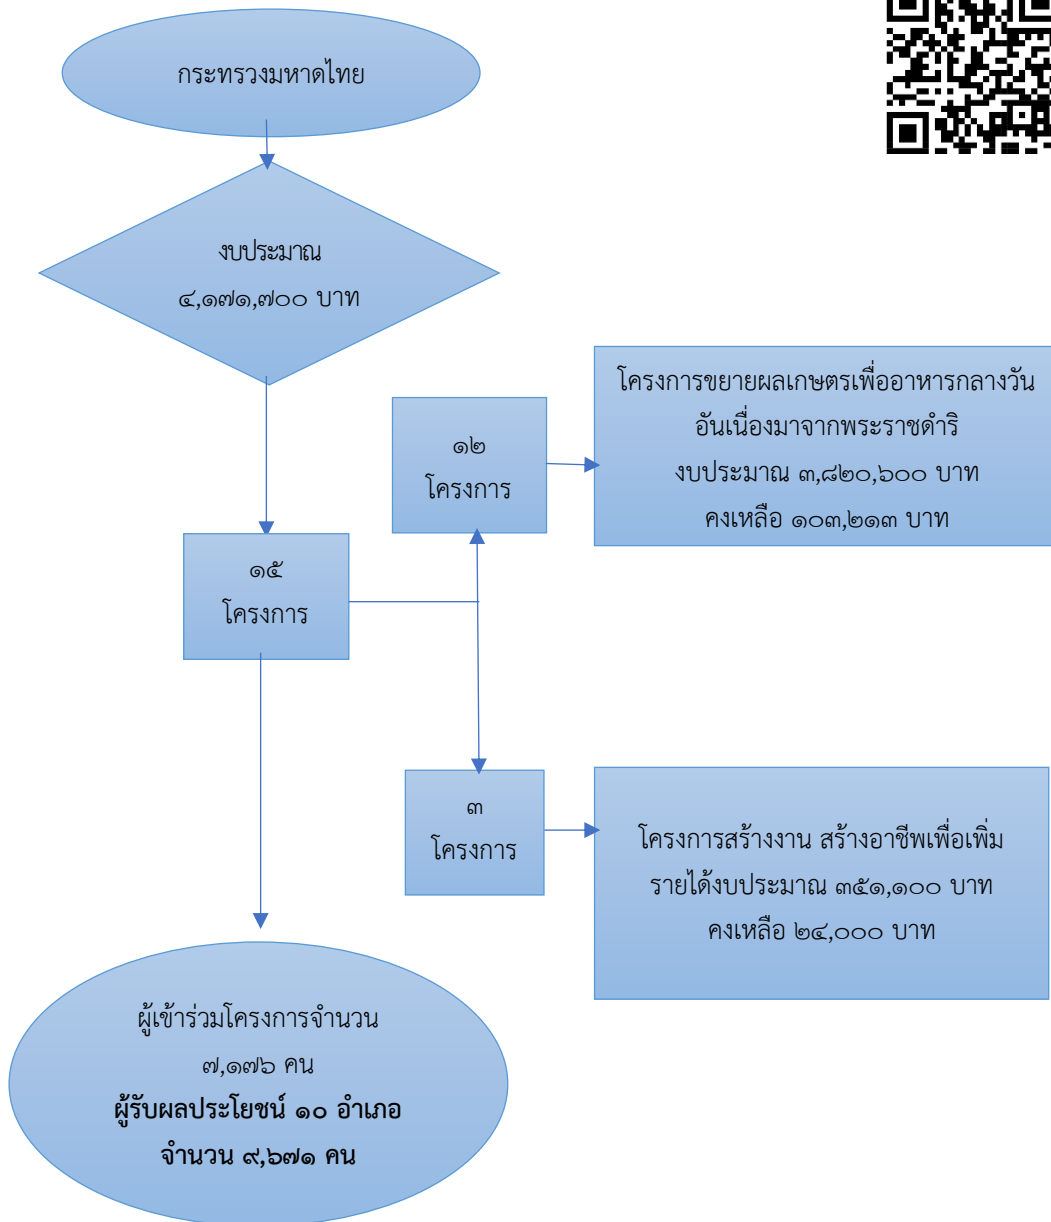 กระทรวงมหาดไทย
งบประมาณ
๔,๑๗๑,๗๐๐ บาท
๑๕
โครงการ
๑๒
โครงการ
โครงการขยายผลเกษตรเพื่ออาหารกลางวัน
อันเนื่องมาจากพระราชดำริ
งบประมาณ ๓,๘๒๐,๖๐๐ บาท
คงเหลือ ๑๐๓,๒๑๓ บาท
๓
โครงการ
โครงการสร้างงาน สร้างอาชีพเพื่อเพิ่ม
รายได้งบประมาณ ๓๕๑,๑๐๐ บาท
คงเหลือ ๒๔,๐๐๐ บาท
ผู้เข้าร่วมโครงการจำนวน
๗,๑๗๖ คน
ผู้รับผลประโยชน์ ๑๐ อำเภอ
จำนวน ๙,๖๗๑ คน